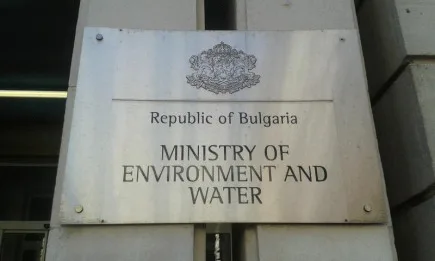 Republic of Bulgaria
MINISTRY OF
ENVIRONMENT AND
WATER